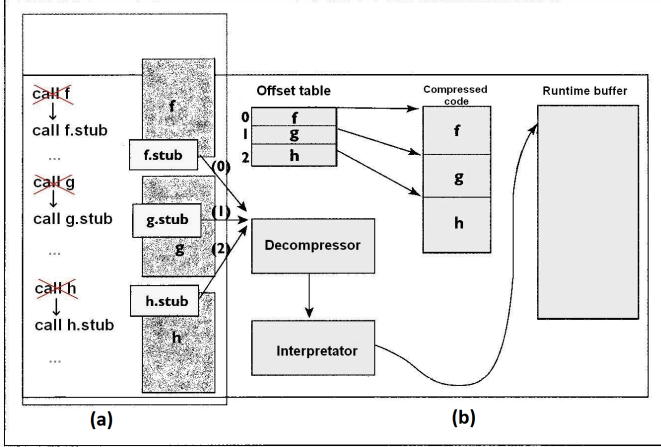 call f
call f.stub
...
call g
call g.stub
...
call h
call h.stub
...
f
f.stub
g.stub
g
h.stub
h
(0)
(1)
(2)
(a)
Offset table
0 f
1 g
2 h
Decompressor
Interpretator
Compressed
code
f
g
h
Runtime buffer
(b)